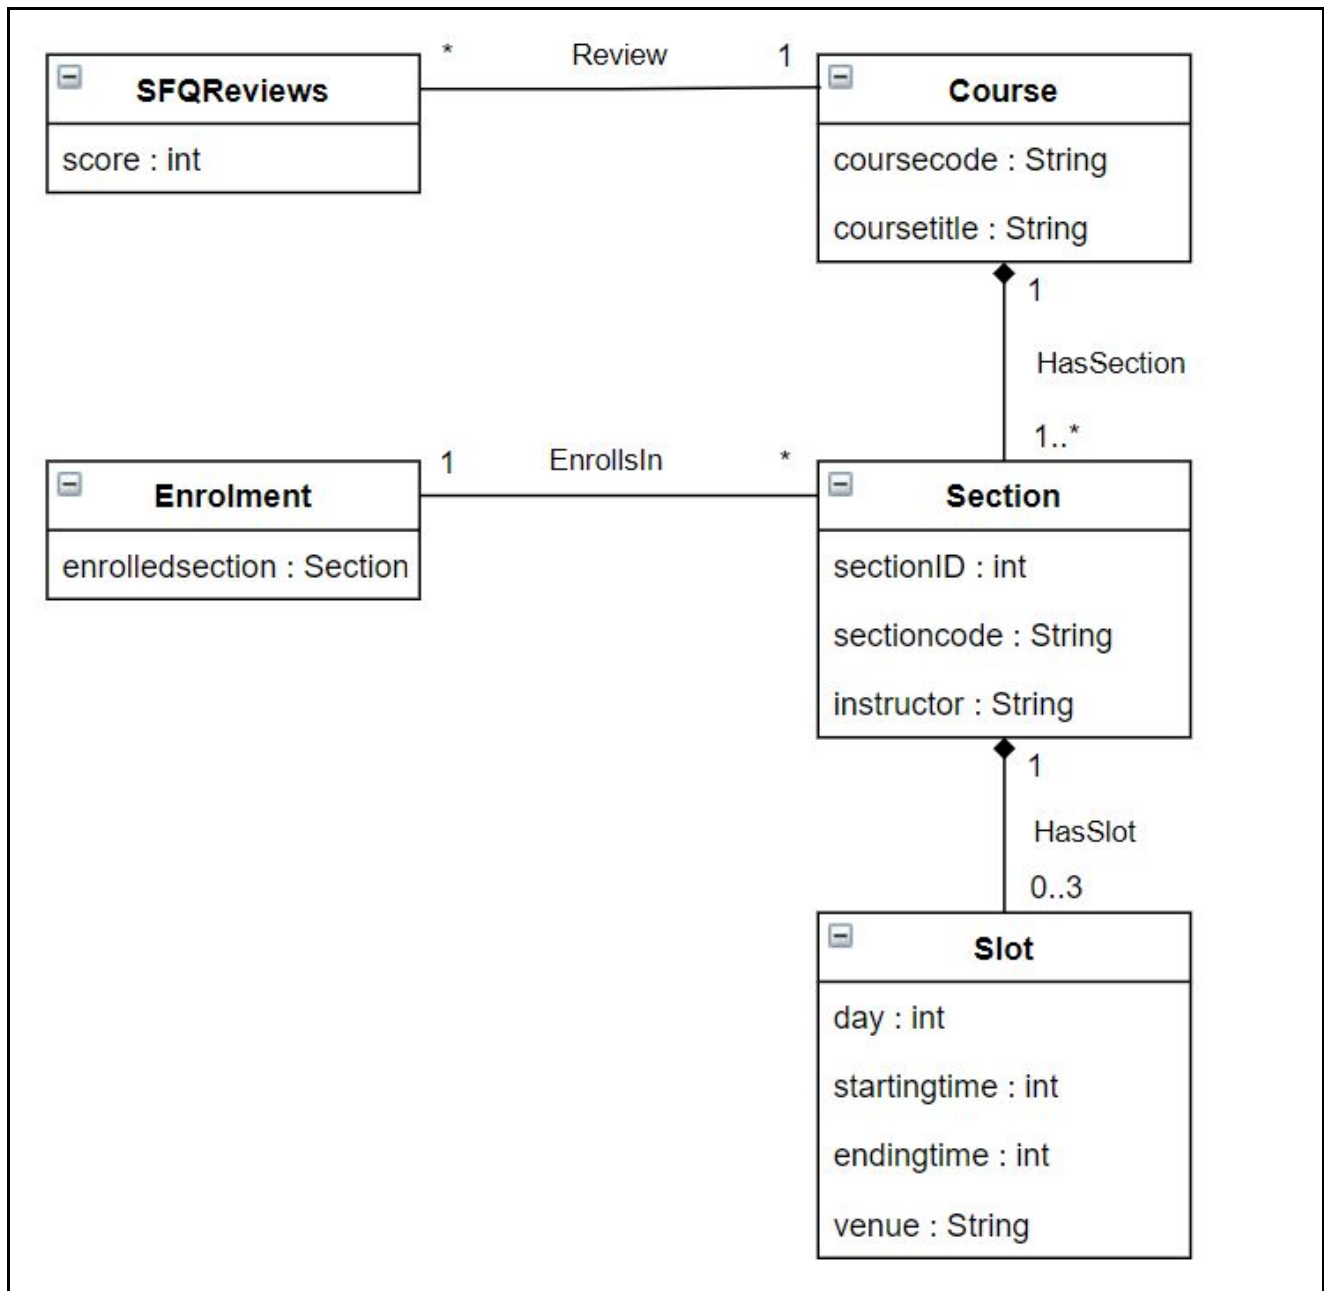 * Review 1
SFQReviews
score : int
Course
coursecode : String
coursetitle : String
1
HasSection
1..*
1 EnrollsIn *
Enrolment
enrolledsection : Section
Section
sectionID : int
sectioncode : String
instructor : String
1
HasSlot
0..3
Slot
day : int
startingtime : int
endingtime : int
venue : String